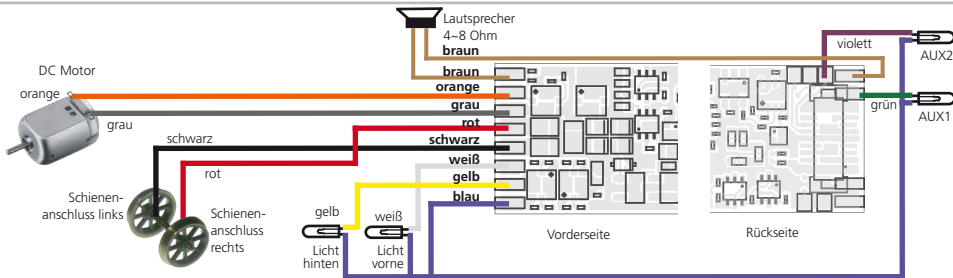 Lautsprecher
4~8 Ohm
braun
violett
AUX2
DC Motor
braun
orange
orange
grau
grau
grün
AUX1
rot
schwarz
schwarz
rot
weiß
gelb
blau
Schienen-
anschluss links
Schienen-
anschluss
rechts
gelb
weiß
Licht
hinten
Licht
vorne
Vorderseite
Rückseite